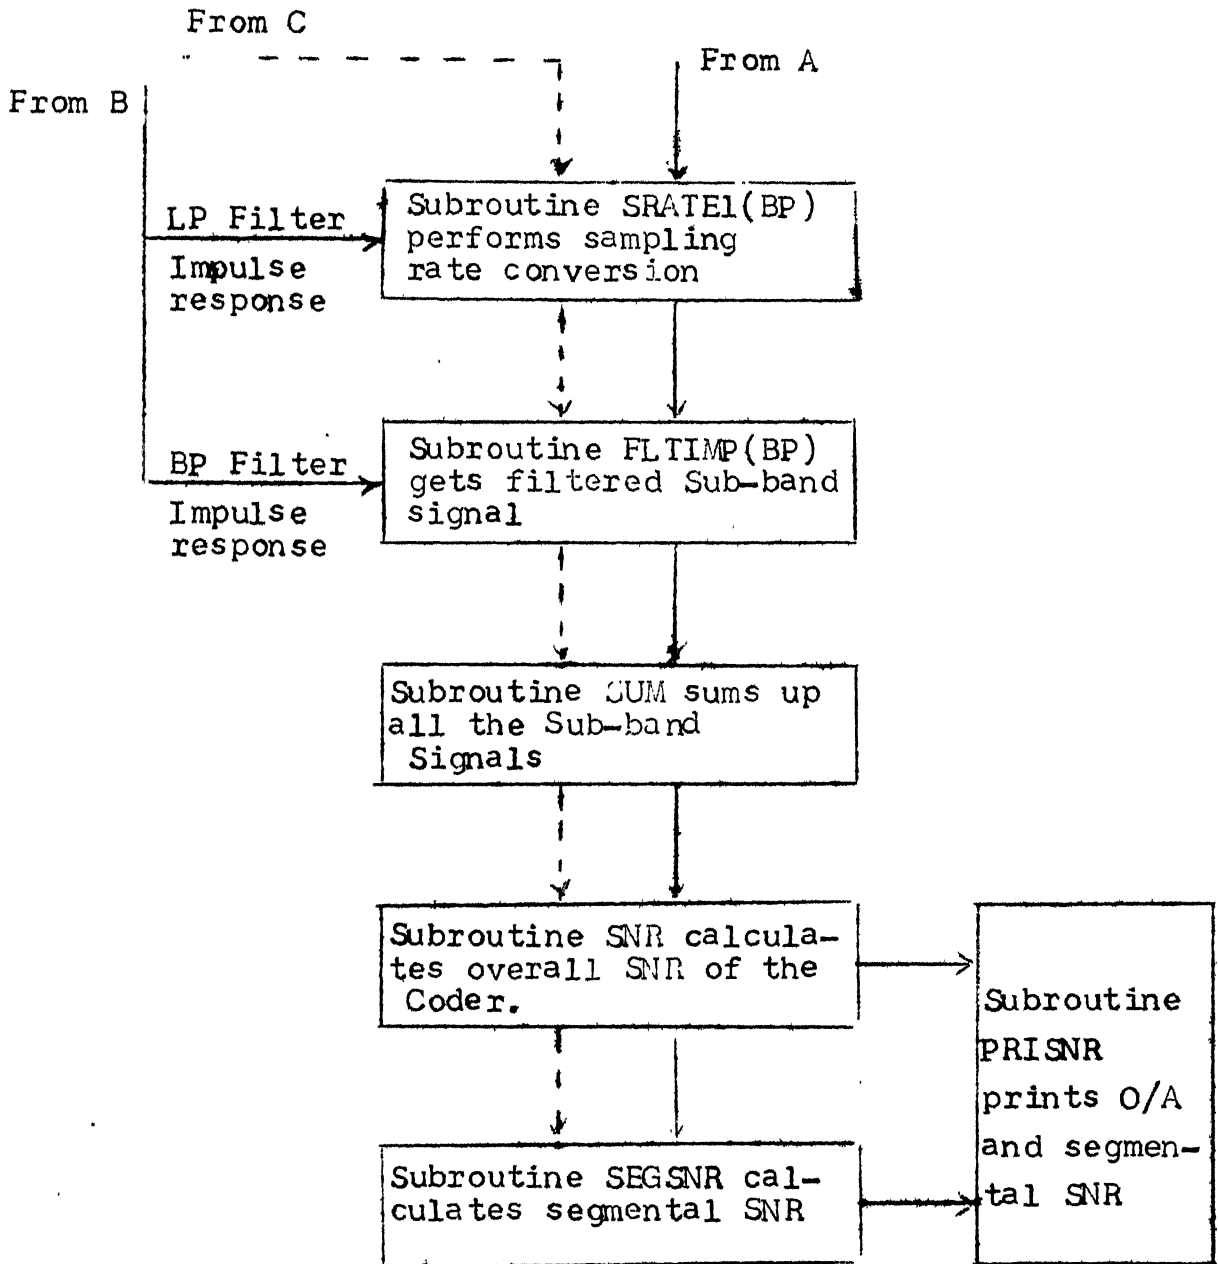 From C
From A
From B
LP Filter
Impulse
response
Subroutine SRATE1(BP)
performs sampling
rate conversion
BP Filter
Impulse
response
Subroutine FLTIMP(BP)
gets filtered Sub-band
signal
Subroutine SUM sums up
all the Sub-band
Signals
Subroutine SNR calcula-
tes overall SNR of the
Coder.
Subroutine SEGSNR cal-
culates segmental SNR
Subroutine
PRISNR
prints O/A
and segmen-
tal SNR